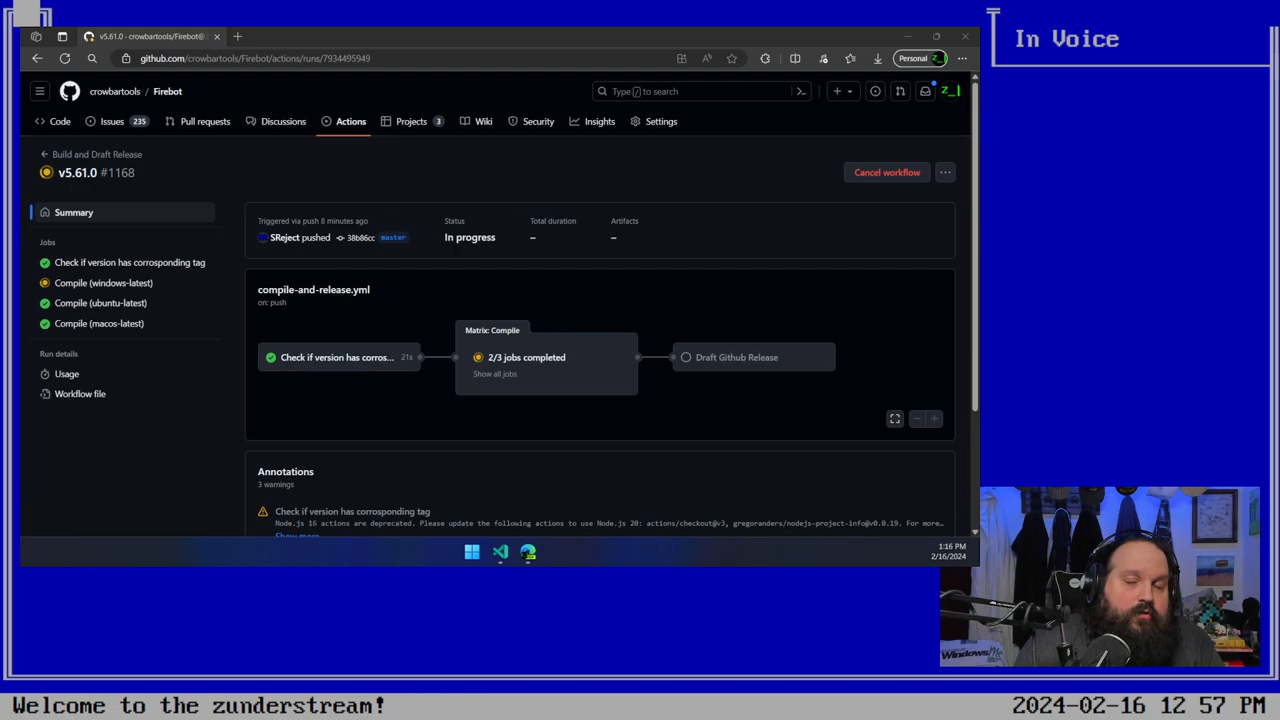 In Voice
v5.61.0 - crowbartools/Firebot@
github.com/crowbartools/Firebot/actions/runs/7934495949
Personal
crowbartools / Firebot
Type / to search
Code
Issues 235
Pull requests
Discussions
Actions
Projects 3
Wiki
Security
Insights
Settings
Build and Draft Release
v5.61.0 #1168
Cancel workflow
Summary
Jobs
Check if version has corresponding tag
Compile (windows-latest)
Compile (ubuntu-latest)
Compile (macos-latest)
Run details
Usage
Workflow file
Triggered via push 8 minutes ago
SReject pushed 38b86cc master
Status
In progress
Total duration
–
Artifacts
–
compile-and-release.yml
on: push
Check if version has corros... 21s
Matrix: Compile
2/3 jobs completed
Show all jobs
Draft Github Release
Annotations
3 warnings
Check if version has corresponding tag
Node.js 16 actions are deprecated. Please update the following actions to use Node.js 20: actions/checkout@v3, gregoranders/nodejs-project-info@v0.0.19. For more…
Show more
1:16 PM
2/16/2024
Windows
Welcome to the zunderstream!
2024-02-16 12 57 PM